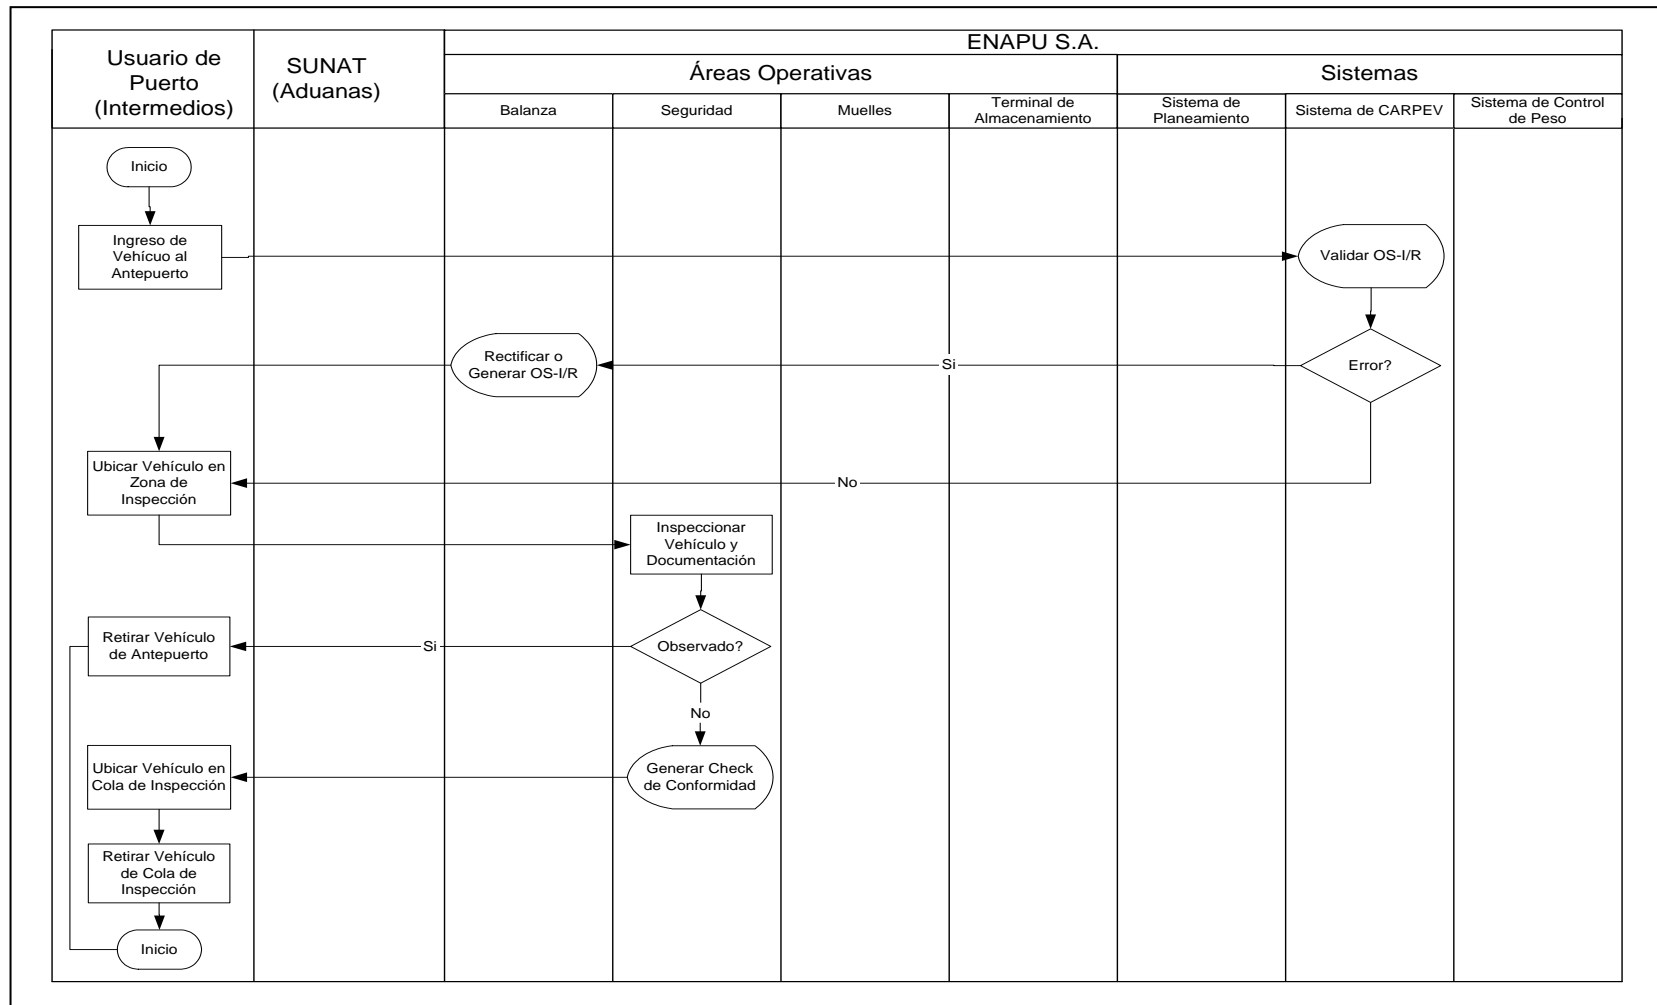 ENAPU S.A.
Usuario de
Puerto
(Intermedios)
SUNAT
(Aduanas)
Áreas Operativas
Sistemas
Balanza
Seguridad
Muelles
Terminal de
Almacenamiento
Sistema de
Planeamiento
Sistema de CARPEV
Sistema de Control
de Peso
Inicio
Ingreso de
Vehícuo al
Antepuerto
Validar OS-I/R
Rectificar o
Generar OS-I/R
Si
Error?
Ubicar Vehículo en
Zona de
Inspección
No
Inspeccionar
Vehículo y
Documentación
Retirar Vehículo
de Antepuerto
Si
Observado?
No
Ubicar Vehículo en
Cola de Inspección
Generar Check
de Conformidad
Retirar Vehículo
de Cola de
Inspección
Inicio